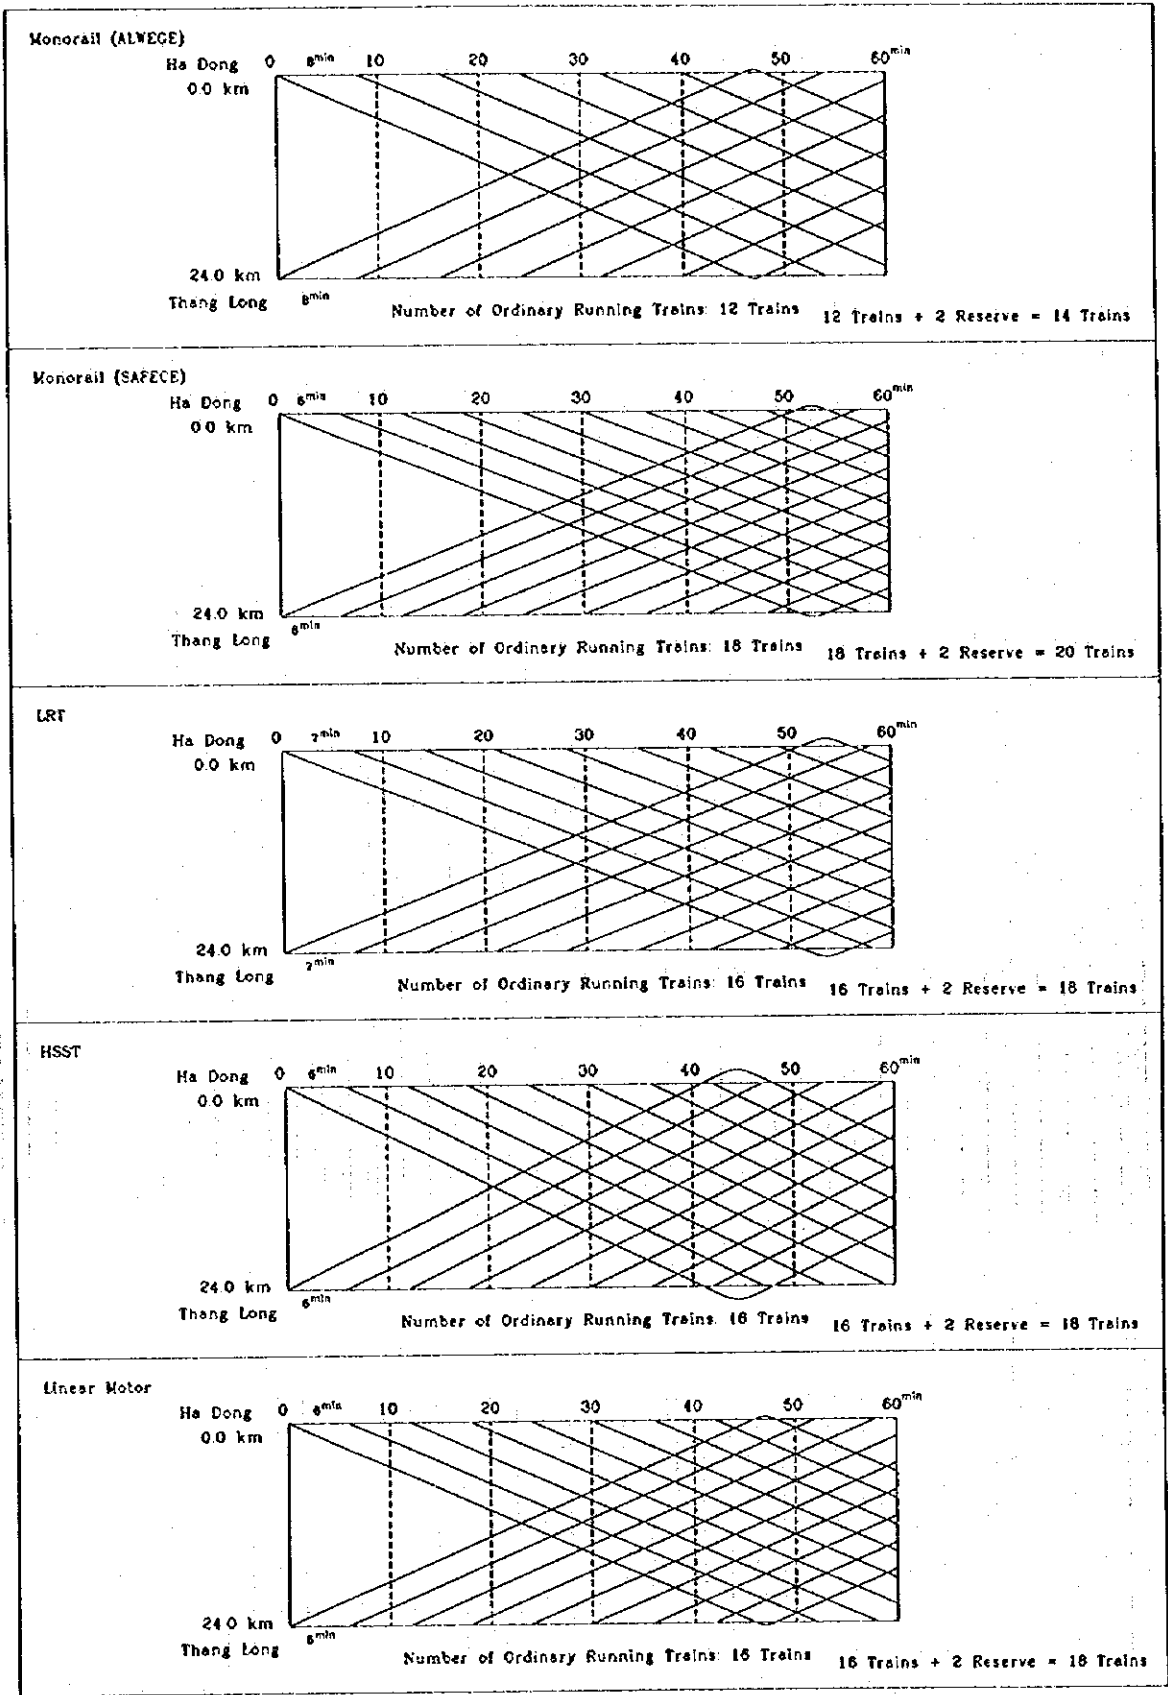 Monorail (ALWEGE)
Ha Dong 0 8min 10 20 30 40 50 60min
0.0 km
24.0 km
Thang Long 8min
Number of Ordinary Running Trains: 12 Trains 12 Trains + 2 Reserve = 14 Trains
Monorail (SAFEGE)
Ha Dong 0 6min 10 20 30 40 50 60min
0.0 km
24.0 km
Thang Long 6min
Number of Ordinary Running Trains: 18 Trains 18 Trains + 2 Reserve = 20 Trains
LRT
Ha Dong 0 7min 10 20 30 40 50 60min
0.0 km
24.0 km
Thang Long 7min
Number of Ordinary Running Trains: 16 Trains 16 Trains + 2 Reserve = 18 Trains
HSST
Ha Dong 0 6min 10 20 30 40 50 60min
0.0 km
24.0 km
Thang Long 6min
Number of Ordinary Running Trains: 16 Trains 16 Trains + 2 Reserve = 18 Trains
Linear Motor
Ha Dong 0 6min 10 20 30 40 50 60min
0.0 km
24.0 km
Thang Long 6min
Number of Ordinary Running Trains: 16 Trains 16 Trains + 2 Reserve = 18 Trains